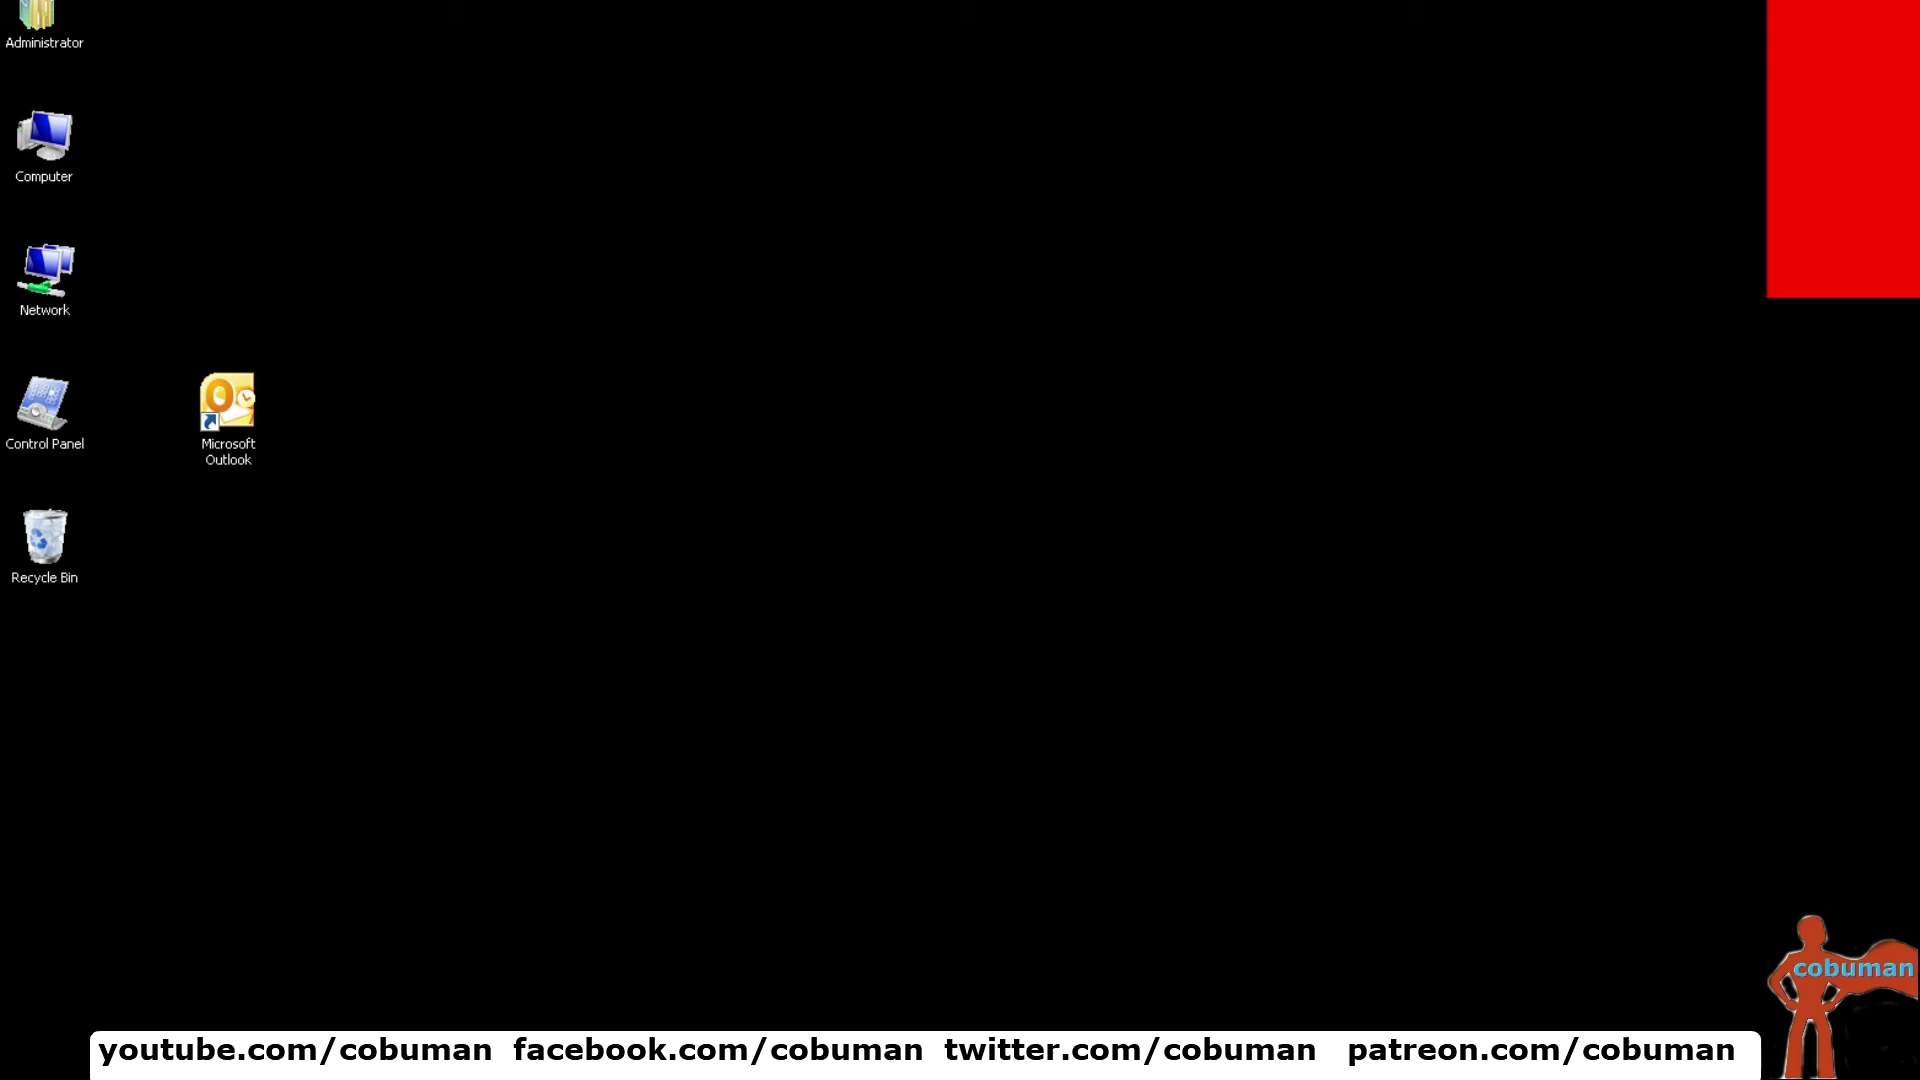 Administrator
Computer
Network
Control Panel
Microsoft
Outlook
Recycle Bin
cobuman
youtube.com/cobuman facebook.com/cobuman twitter.com/cobuman patreon.com/cobuman